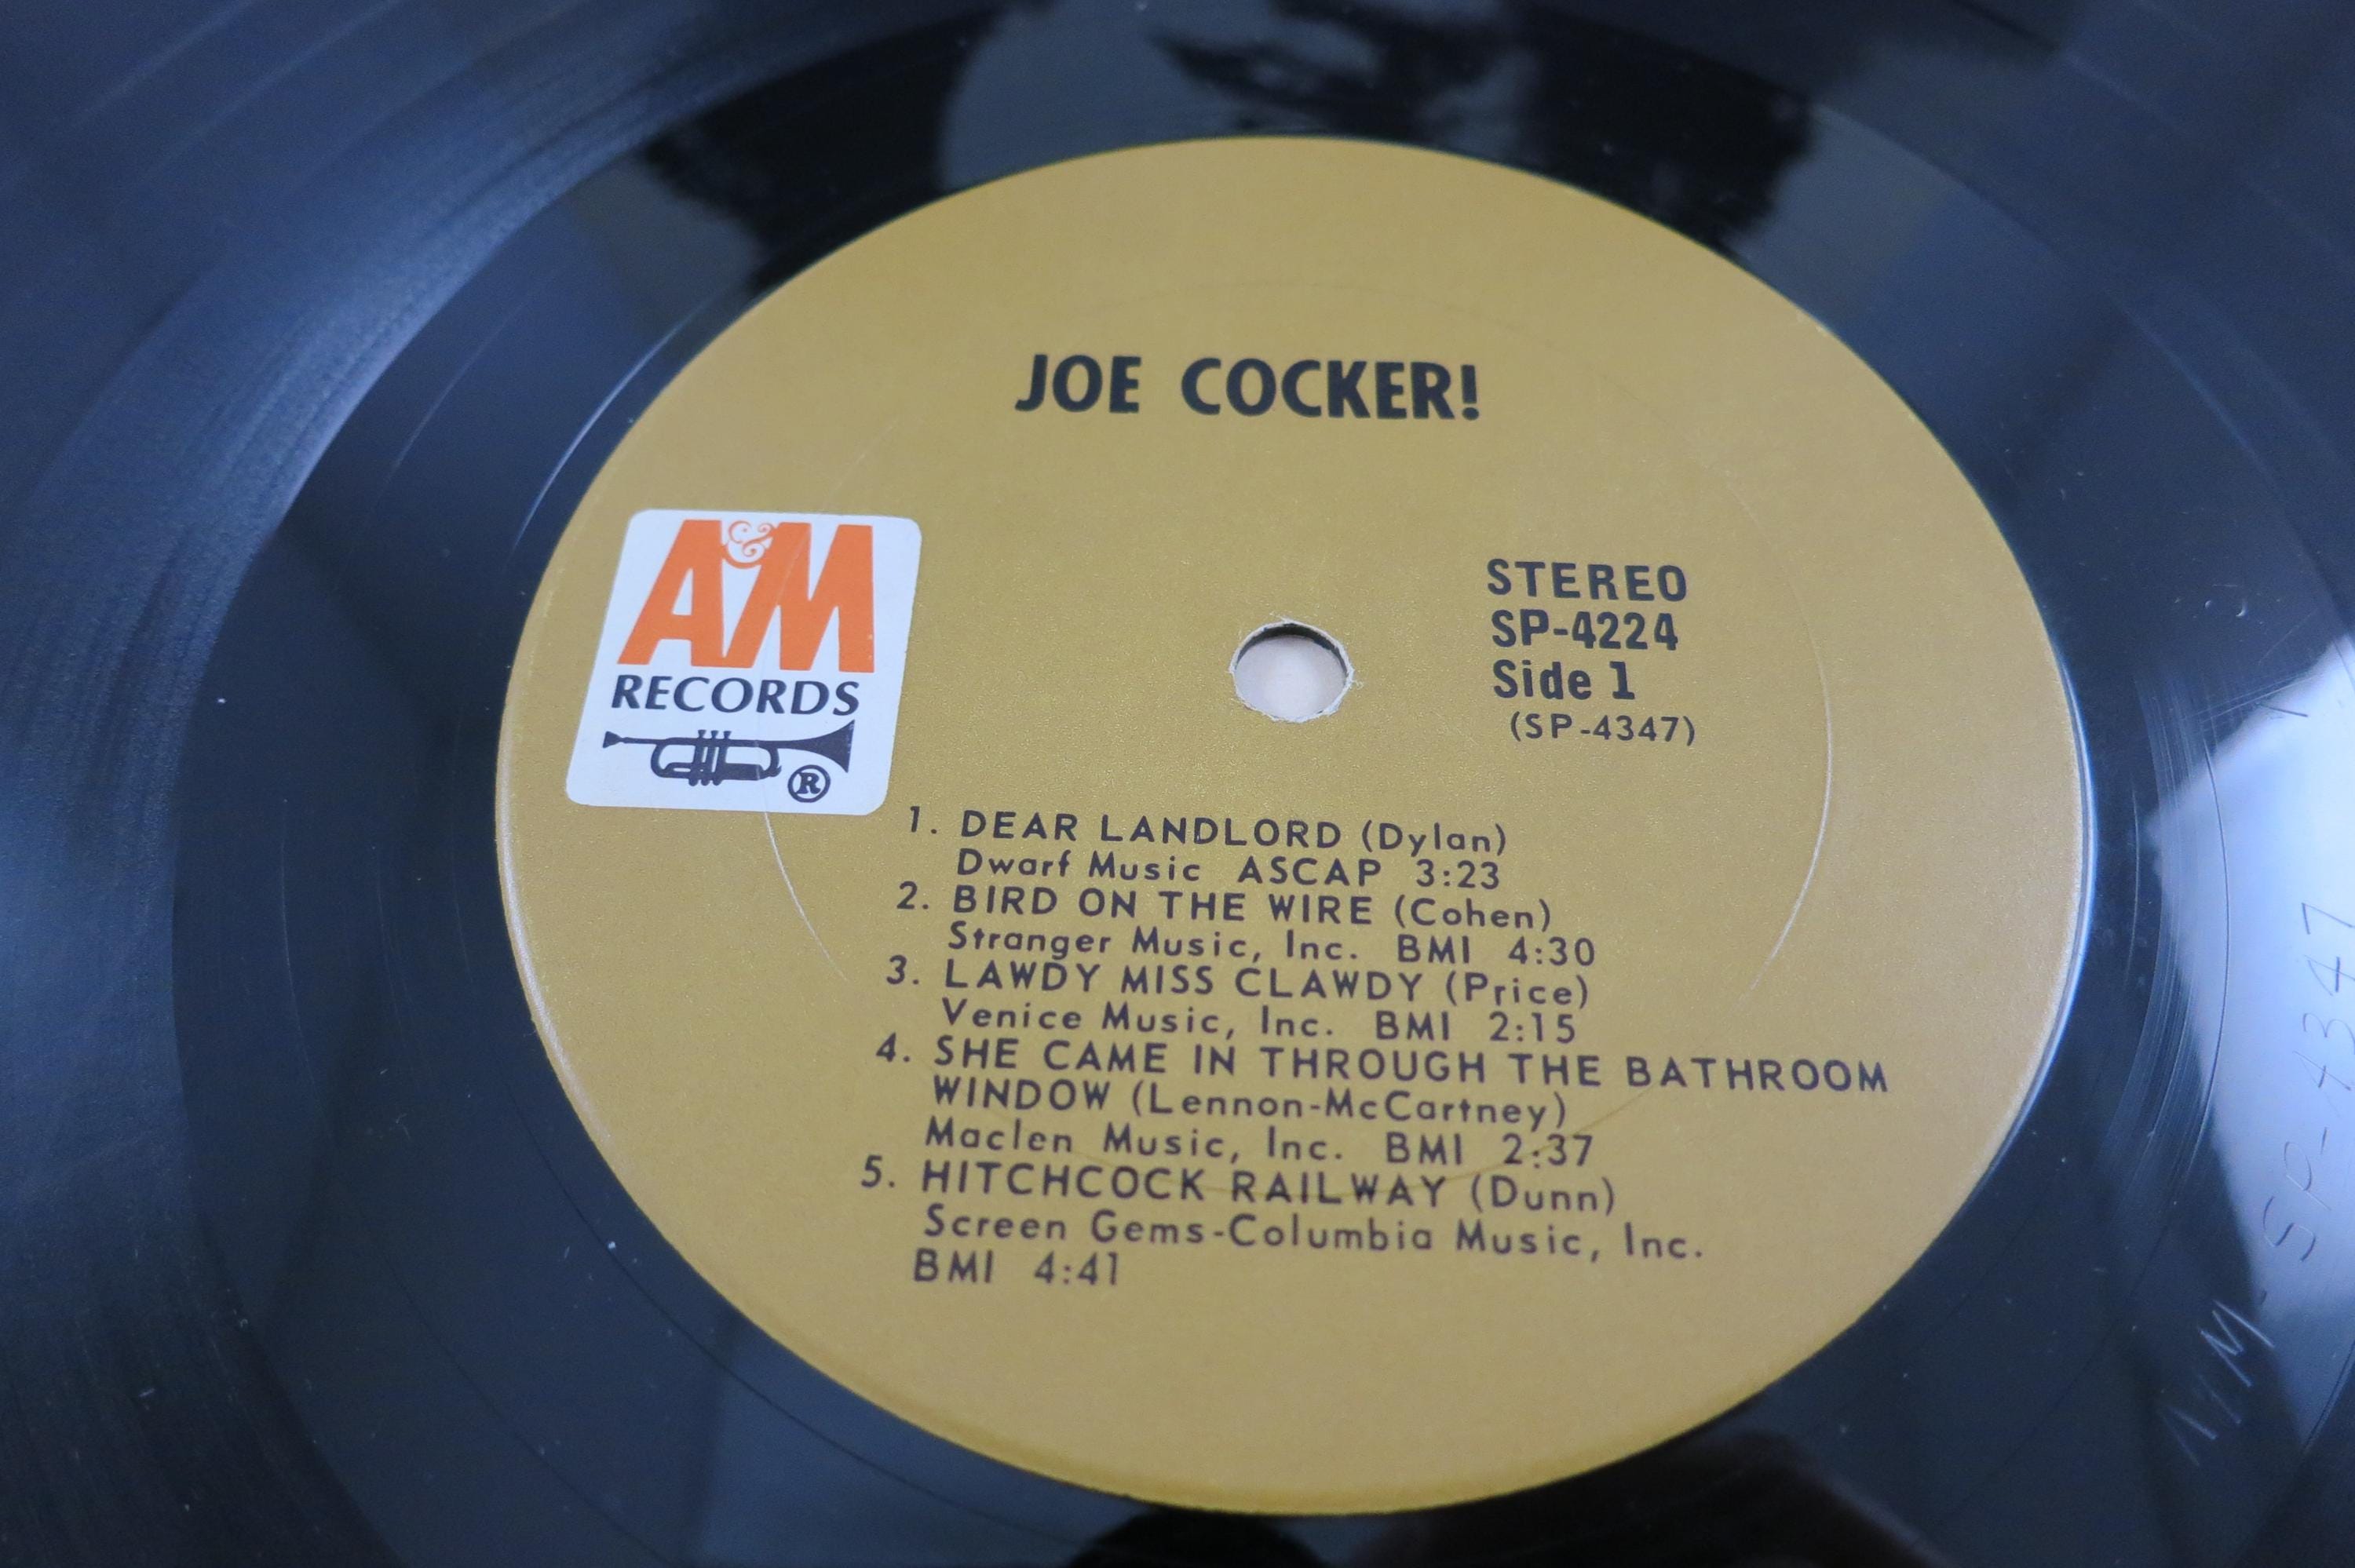 JOE COCKER!
A&M
RECORDS
®
STEREO
SP-4224
Side 1
(SP-4347)
1. DEAR LANDLORD (Dylan)
Dwarf Music ASCAP 3:23
2. BIRD ON THE WIRE (Cohen)
Stranger Music, Inc. BMI 4:30
3. LAWDY MISS CLAWDY (Price)
Venice Music, Inc. BMI 2:15
4. SHE CAME IN THROUGH THE BATHROOM
WINDOW (Lennon-McCartney)
Maclen Music, Inc. BMI 2:37
5. HITCHCOCK RAILWAY (Dunn)
Screen Gems-Columbia Music, Inc.
BMI 4:41
AM-SP-4347